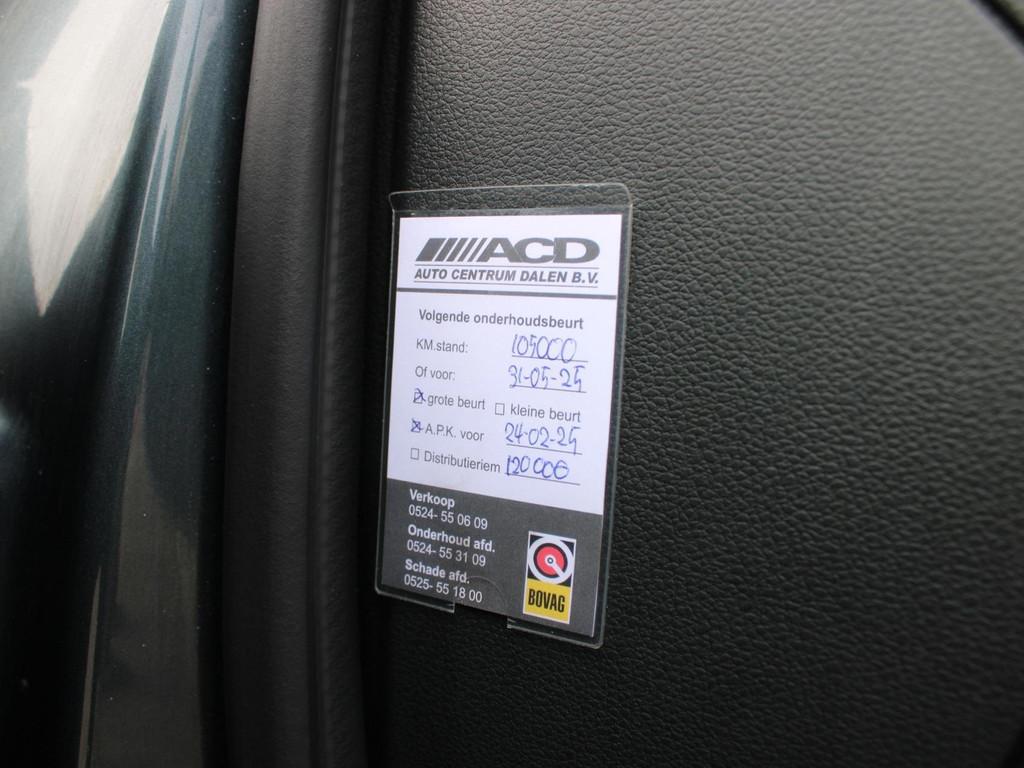 ACD
AUTO CENTRUM DALEN B.V.
Volgende onderhoudsbeurt
KM.stand: 105000
Of voor: 31-05-25
grote beurt kleine beurt
A.P.K. voor 24-02-25
Distributieriem 120000
Verkoop
0524- 55 0 6 09
Onderhoud afd.
0524- 55 31 09
Schade afd.
0525- 55 18 00
BOVAG